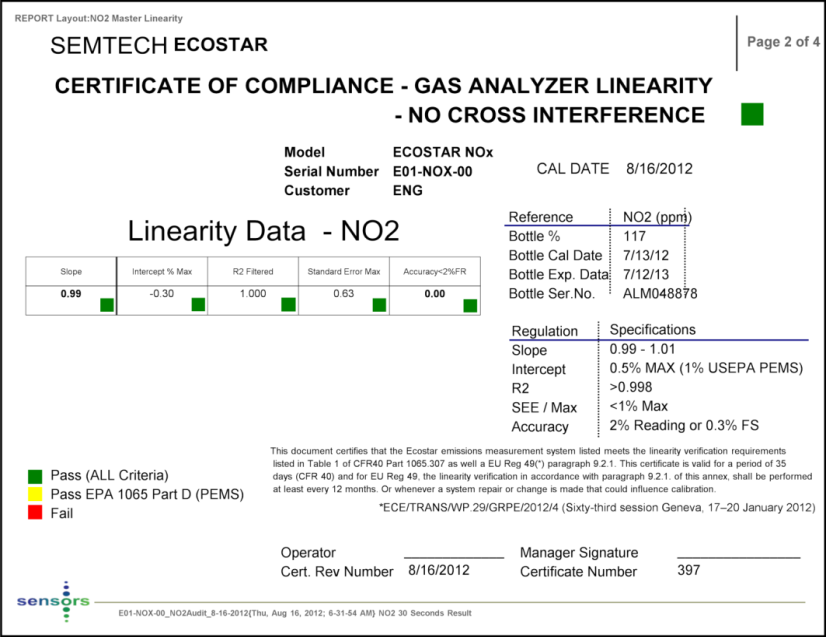 REPORT Layout:NO2 Master Linearity
SEMTECH ECOSTAR
Page 2 of 4
CERTIFICATE OF COMPLIANCE - GAS ANALYZER LINEARITY
- NO CROSS INTERFERENCE
Model ECOSTAR NOx
Serial Number E01-NOX-00
Customer ENG
CAL DATE 8/16/2012
Linearity Data - NO2
Slope Intercept % Max R2 Filtered Standard Error Max Accuracy<2%FR
0.99 -0.30 1.000 0.63 0.00
Reference NO2 (ppm)
Bottle % 117
Bottle Cal Date 7/13/12
Bottle Exp. Data 7/12/13
Bottle Ser.No. ALM048878
Regulation Specifications
Slope 0.99 - 1.01
Intercept 0.5% MAX (1% USEPA PEMS)
R2 >0.998
SEE / Max <1% Max
Accuracy 2% Reading or 0.3% FS
This document certifies that the Ecostar emissions measurement system listed meets the linearity verification requirements
listed in Table 1 of CFR40 Part 1065.307 as well a EU Reg 49(*) paragraph 9.2.1. This certificate is valid for a period of 35
days (CFR 40) and for EU Reg 49, the linearity verification in accordance with paragraph 9.2.1. of this annex, shall be performed
at least every 12 months. Or whenever a system repair or change is made that could influence calibration.
*ECE/TRANS/WP.29/GRPE/2012/4 (Sixty-third session Geneva, 17–20 January 2012)
Pass (ALL Criteria)
Pass EPA 1065 Part D (PEMS)
Fail
Operator
Manager Signature
Cert. Rev Number 8/16/2012
Certificate Number 397
sensors
E01-NOX-00_NO2Audit_8-16-2012{Thu, Aug 16, 2012; 6-31-54 AM} NO2 30 Seconds Result